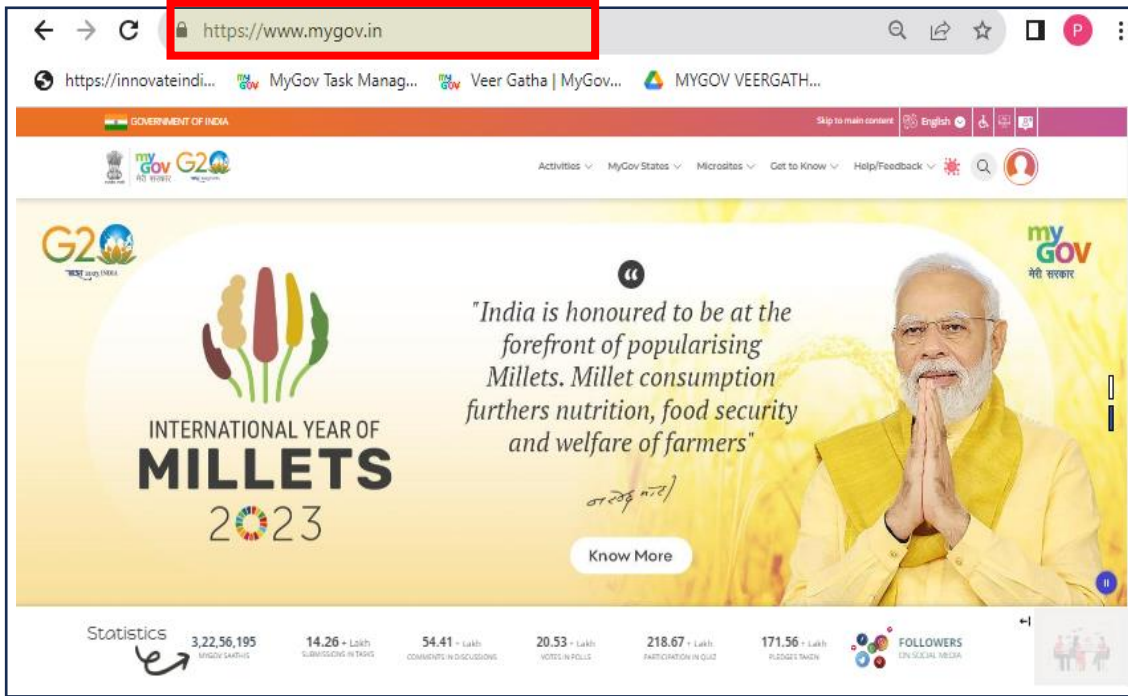 https://www.mygov.in
P
https://innovateindi... MyGov Task Manag... Veer Gatha | MyGov... MYGOV VEERGATH...
GOVERNMENT OF INDIA Skip to main content English
my GOV मेरी सरकार G20 Activities MyGov States Microsites Get to Know Help/Feedback
G20
my GOV
मेरी सरकार
"India is honoured to be at the
forefront of popularising
Millets. Millet consumption
furthers nutrition, food security
and welfare of farmers"
INTERNATIONAL YEAR OF
MILLETS
2023
Know More
Statistics
3,22,56,195 14.26+ Lakh 54.41+ Lakh 20.53+ Lakh 218.67+ Lakh 171.56+ Lakh FOLLOWERS
MYGOV SAATHIS SUBMISSIONS IN TASKS COMMENTS IN DISCUSSIONS VOTES IN POLLS PARTICIPATION IN QUIZ PLEDGES TAKEN ON SOCIAL MEDIA